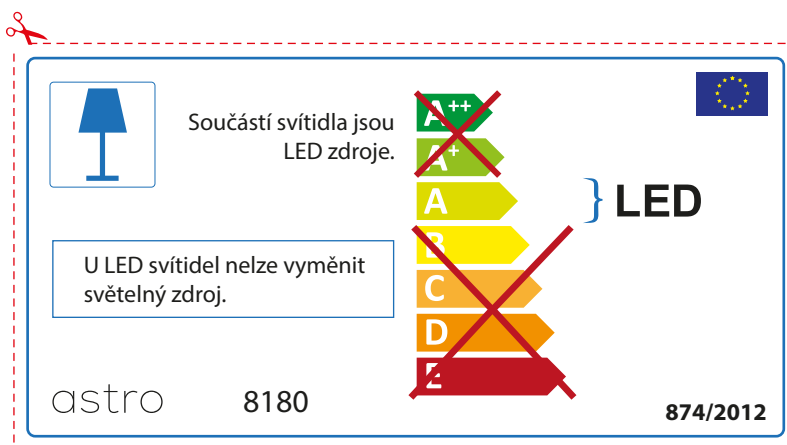 Součástí svítidla jsou
LED zdroje.
A++
A+
A
B
C
D
E
LED
U LED svítidel nelze vyměnit
světelný zdroj.
astro
8180
874/2012